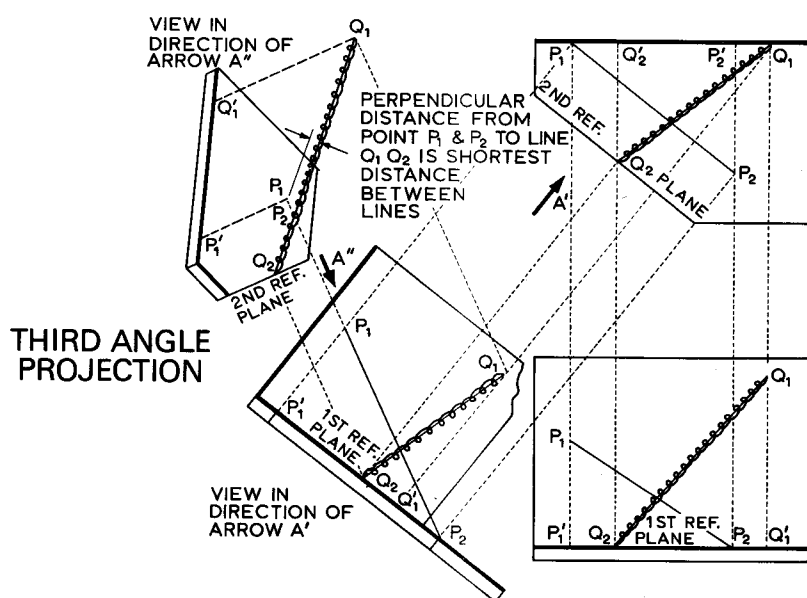 VIEW IN
DIRECTION OF
ARROW A"
Q₁
Q'₁
PERPENDICULAR
DISTANCE FROM
POINT P₁ & P₂ TO LINE
Q₁ Q₂ IS SHORTEST
DISTANCE
BETWEEN
LINES
P₁
P₂
P'₁
Q₂
2ND REF.
PLANE
A"
P₁
Q'₂
P'₂
Q₁
2ND REF.
Q₂ PLANE
P₂
A'
THIRD ANGLE
PROJECTION
P₁
Q₁
P'₁
1ST REF.
PLANE
Q₂ Q'₁
P₂
VIEW IN
DIRECTION OF
ARROW A'
Q₁
P₁
P'₁
Q₂
1ST REF.
PLANE
P₂
Q'₁